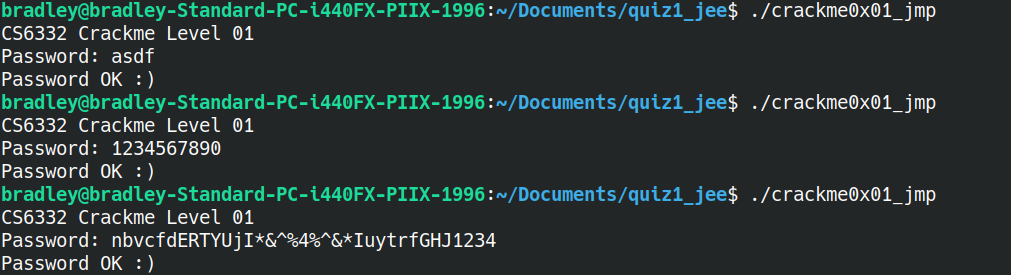 bradley@bradley-Standard-PC-i440FX-PIIX-1996:~/Documents/quiz1_jee$ ./crackme0x01_jmp
CS6332 Crackme Level 01
Password: asdf
Password OK :)
bradley@bradley-Standard-PC-i440FX-PIIX-1996:~/Documents/quiz1_jee$ ./crackme0x01_jmp
CS6332 Crackme Level 01
Password: 1234567890
Password OK :)
bradley@bradley-Standard-PC-i440FX-PIIX-1996:~/Documents/quiz1_jee$ ./crackme0x01_jmp
CS6332 Crackme Level 01
Password: nbvcfdERTYUjI*&^%4%^&*IuytrfGHJ1234
Password OK :)